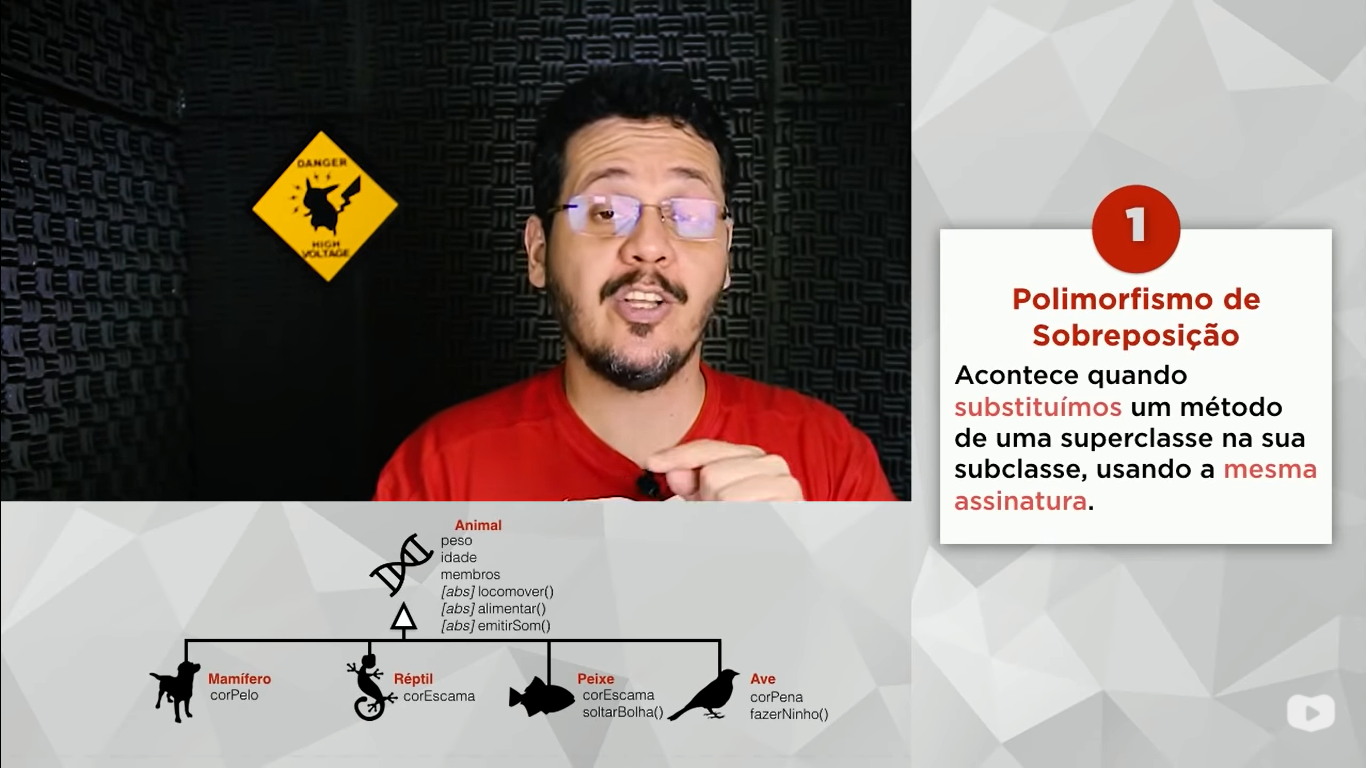 DANGER
HIGH
VOLTAGE
1
Polimorfismo de
Sobreposição
Acontece quando
substituímos um método
de uma superclasse na sua
subclasse, usando a mesma
assinatura.
Animal
peso
idade
membros
[abs] locomover()
[abs] alimentar()
[abs] emitirSom()
Mamífero
corPelo
Réptil
corEscama
Peixe
corEscama
soltarBolha()
Ave
corPena
fazerNinho()